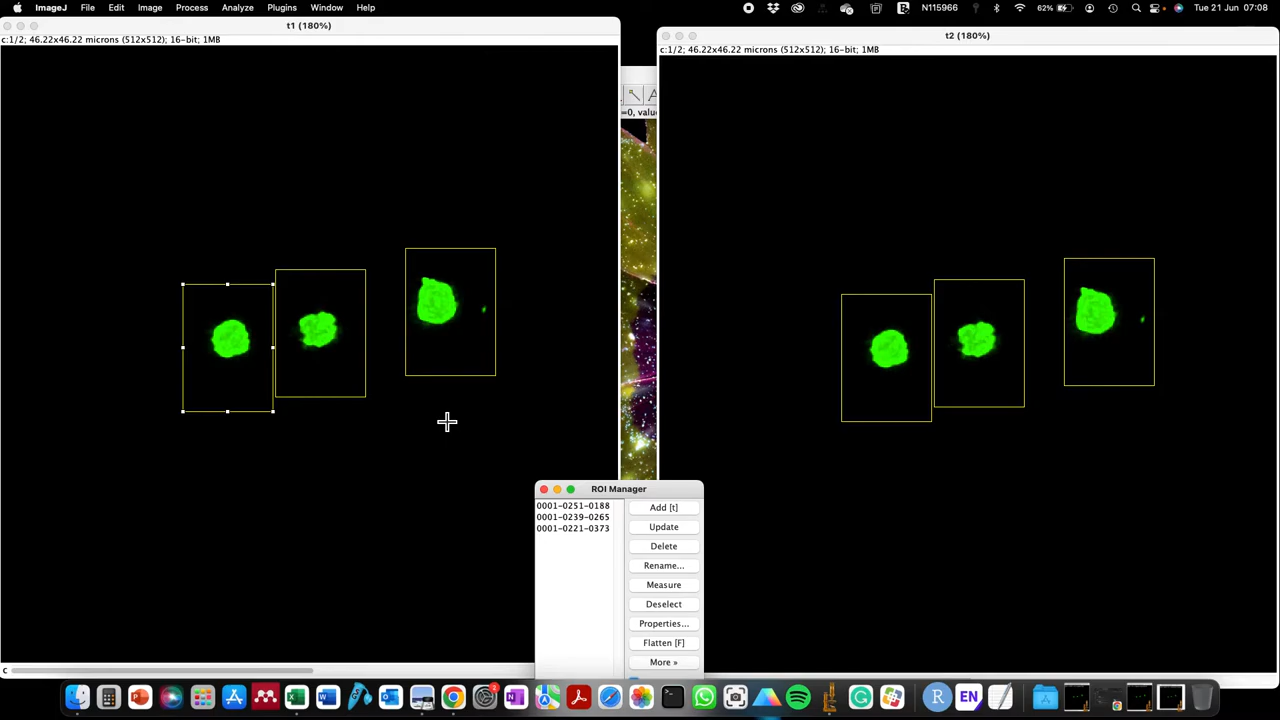 ImageJ File Edit Image Process Analyze Plugins Window Help
N115966 62% Tue 21 Jun 07:08
t1 (180%)
c:1/2; 46.22x46.22 microns (512x512); 16-bit; 1MB
t2 (180%)
c:1/2; 46.22x46.22 microns (512x512); 16-bit; 1MB
A
=0, valu
ROI Manager
0001-0251-0188
0001-0239-0265
0001-0221-0373
Add [t]
Update
Delete
Rename...
Measure
Deselect
Properties...
Flatten [F]
More »
c
P X W O 1 N R EN